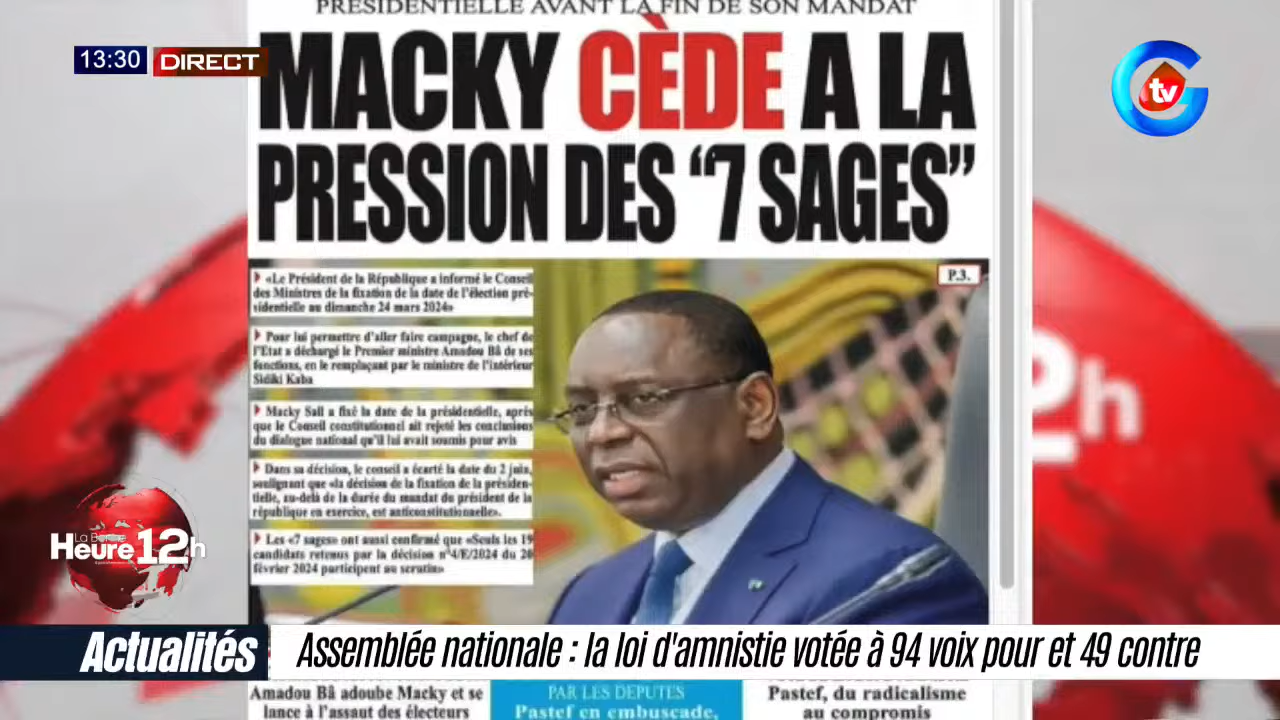 PRÉSIDENTIELLE AVANT LA FIN DE SON MANDAT
13:30 DIRECT
MACKY CÈDE A LA
PRESSION DES “7 SAGES”
G tv
P.3.
«Le Président de la République a informé le Conseil
des Ministres de la fixation de la date de l'élection pré-
sidentielle au dimanche 24 mars 2024»
Pour lui permettre d'aller faire campagne, le chef de
l'Etat a déchargé le Premier ministre Amadou Bâ de ses
fonctions, en le remplaçant par le ministre de l'intérieur
Sidiki Kaba
Macky Sall a fixé la date de la présidentielle, après
que le Conseil constitutionnel ait rejeté les conclusions
du dialogue national qu'il lui avait soumis pour avis
Dans sa décision, le conseil a écarté la date du 2 juin,
soulignant que «la décision de la fixation de la présiden-
tielle, au-delà de la durée du mandat du président de la
république en exercice, est anticonstitutionnelle».
Les «7 sages» ont aussi confirmé que «Seuls les 19
candidats retenus par la décision n°4/E/2024 du 20
février 2024 participent au scrutin»
2h
La Bonne
Heure 12h
Actualités
Assemblée nationale : la loi d'amnistie votée à 94 voix pour et 49 contre
Amadou Bâ adoube Macky et se
lance à l'assaut des électeurs
PAR LES DEPUTES
Pastef en embuscade,
Pastef, du radicalisme
au compromis